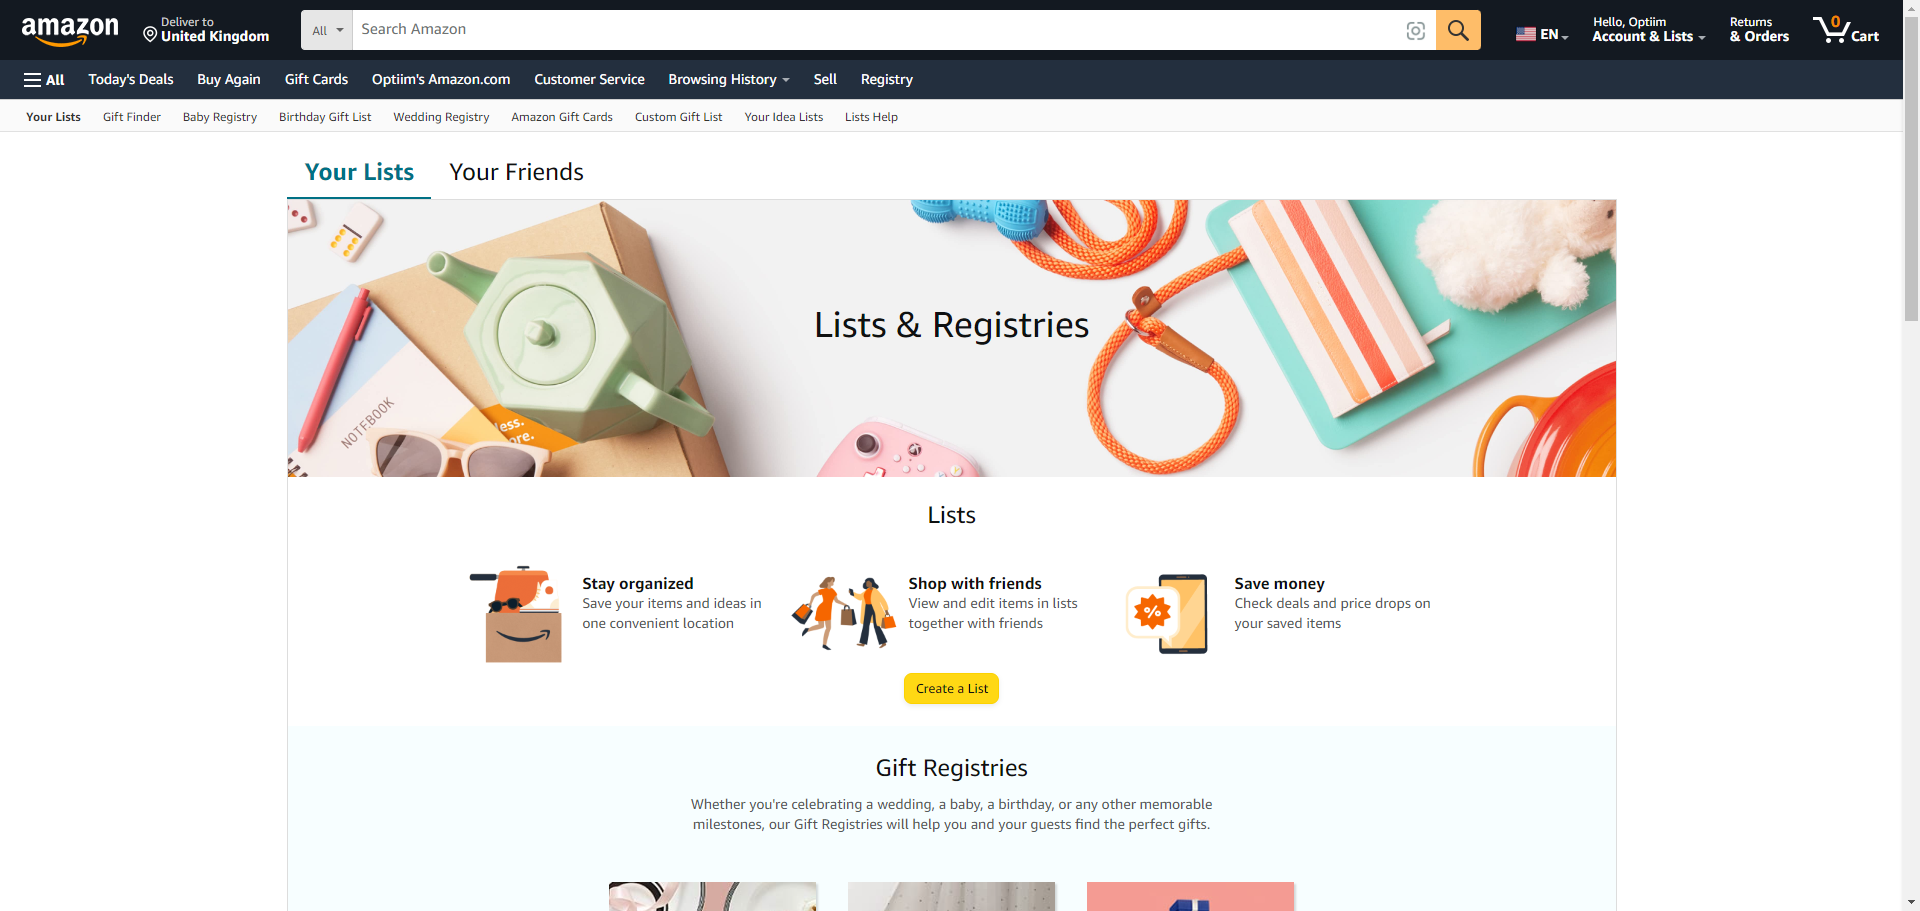 amazon
Deliver to
United Kingdom
All
Search Amazon
EN
Hello, Optiim
Account & Lists
Returns
& Orders
0
Cart
All
Today's Deals
Buy Again
Gift Cards
Optiim's Amazon.com
Customer Service
Browsing History
Sell
Registry
Your Lists
Gift Finder
Baby Registry
Birthday Gift List
Wedding Registry
Amazon Gift Cards
Custom Gift List
Your Idea Lists
Lists Help
Your Lists
Your Friends
Lists & Registries
NOTEBOOK
less.
ore.
Lists
Stay organized
Save your items and ideas in
one convenient location
Shop with friends
View and edit items in lists
together with friends
%
Save money
Check deals and price drops on
your saved items
Create a List
Gift Registries
Whether you're celebrating a wedding, a baby, a birthday, or any other memorable
milestones, our Gift Registries will help you and your guests find the perfect gifts.